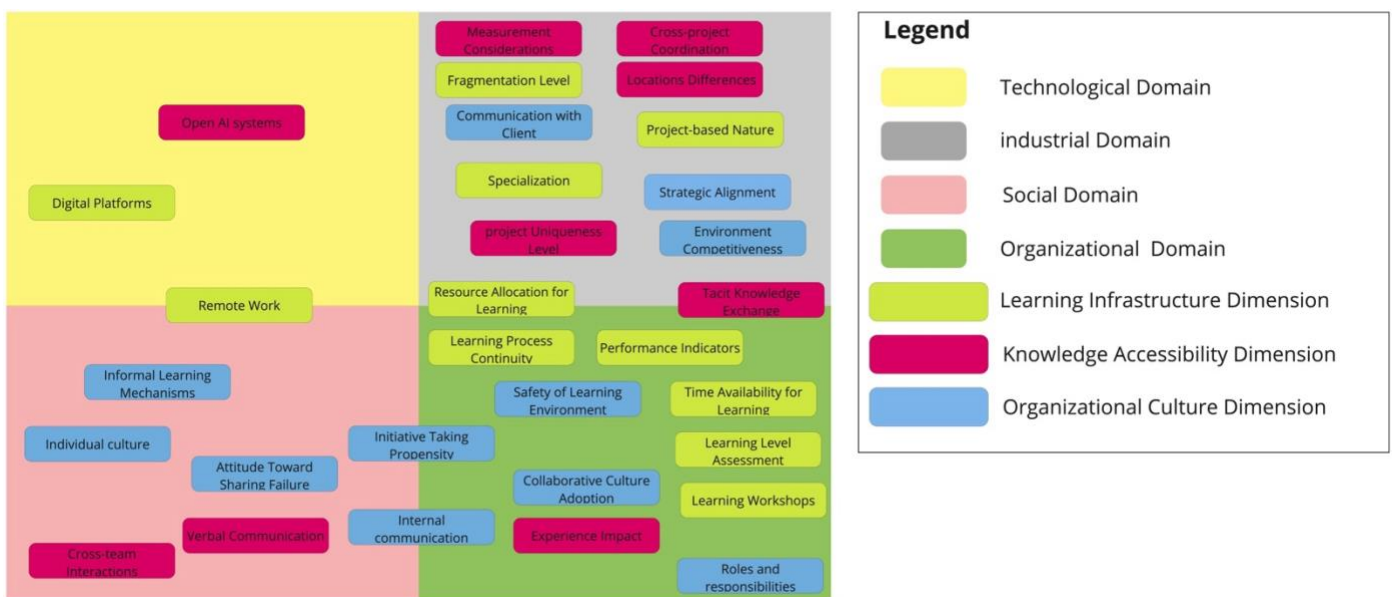 Measurement
Considerations
Cross-project
Coordination
Fragmentation Level
Locations Differences
Open AI systems
Communication with
Client
Project-based Nature
Digital Platforms
Specialization
Strategic Alignment
project Uniqueness
Level
Environment
Competitiveness
Remote Work
Resource Allocation for
Learning
Tacit Knowledge
Exchange
Learning Process
Continuity
Performance Indicators
Informal Learning
Mechanisms
Safety of Learning
Environment
Time Availability for
Learning
Individual culture
Initiative Taking
Propensity
Learning Level
Assessment
Attitude Toward
Sharing Failure
Collaborative Culture
Adoption
Learning Workshops
Verbal Communication
Internal
communication
Experience Impact
Cross-team
Interactions
Roles and
responsibilities
Legend
Technological Domain
industrial Domain
Social Domain
Organizational Domain
Learning Infrastructure Dimension
Knowledge Accessibility Dimension
Organizational Culture Dimension